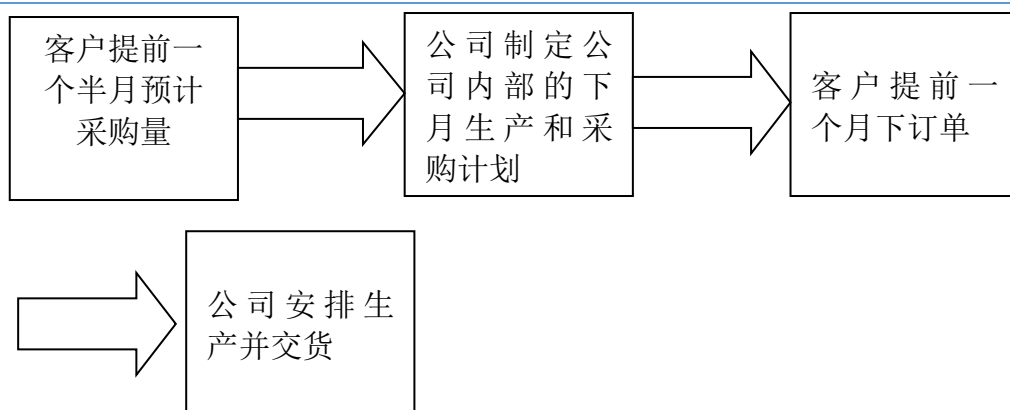 客户提前一
个半月预计
采购量
公司制定公
司内部的下
月生产和采
购计划
客户提前一
个月下订单
公司安排生
产并交货